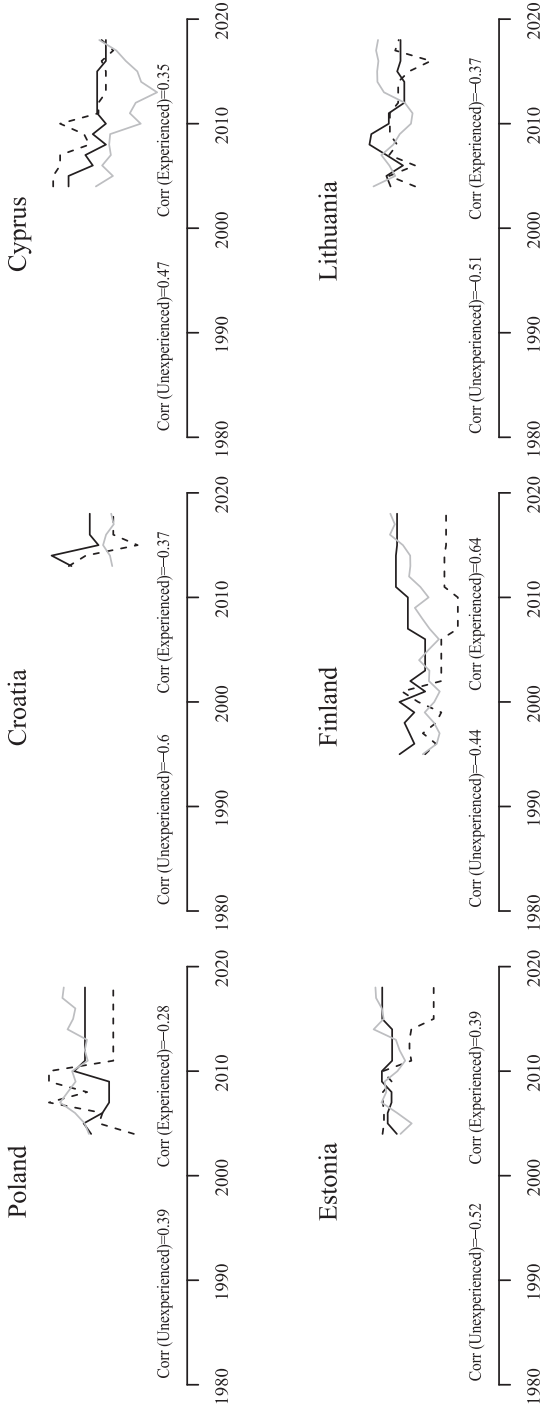 Poland
Corr (Unexperienced)=0.39 Corr (Experienced)=−0.28
1980 1990 2000 2010 2020
Croatia
Corr (Unexperienced)=−0.6 Corr (Experienced)=−0.37
1980 1990 2000 2010 2020
Cyprus
Corr (Unexperienced)=0.47 Corr (Experienced)=0.35
1980 1990 2000 2010 2020
Estonia
Corr (Unexperienced)=−0.52 Corr (Experienced)=0.39
1980 1990 2000 2010 2020
Finland
Corr (Unexperienced)=−0.44 Corr (Experienced)=0.64
1980 1990 2000 2010 2020
Lithuania
Corr (Unexperienced)=−0.51 Corr (Experienced)=−0.37
1980 1990 2000 2010 2020